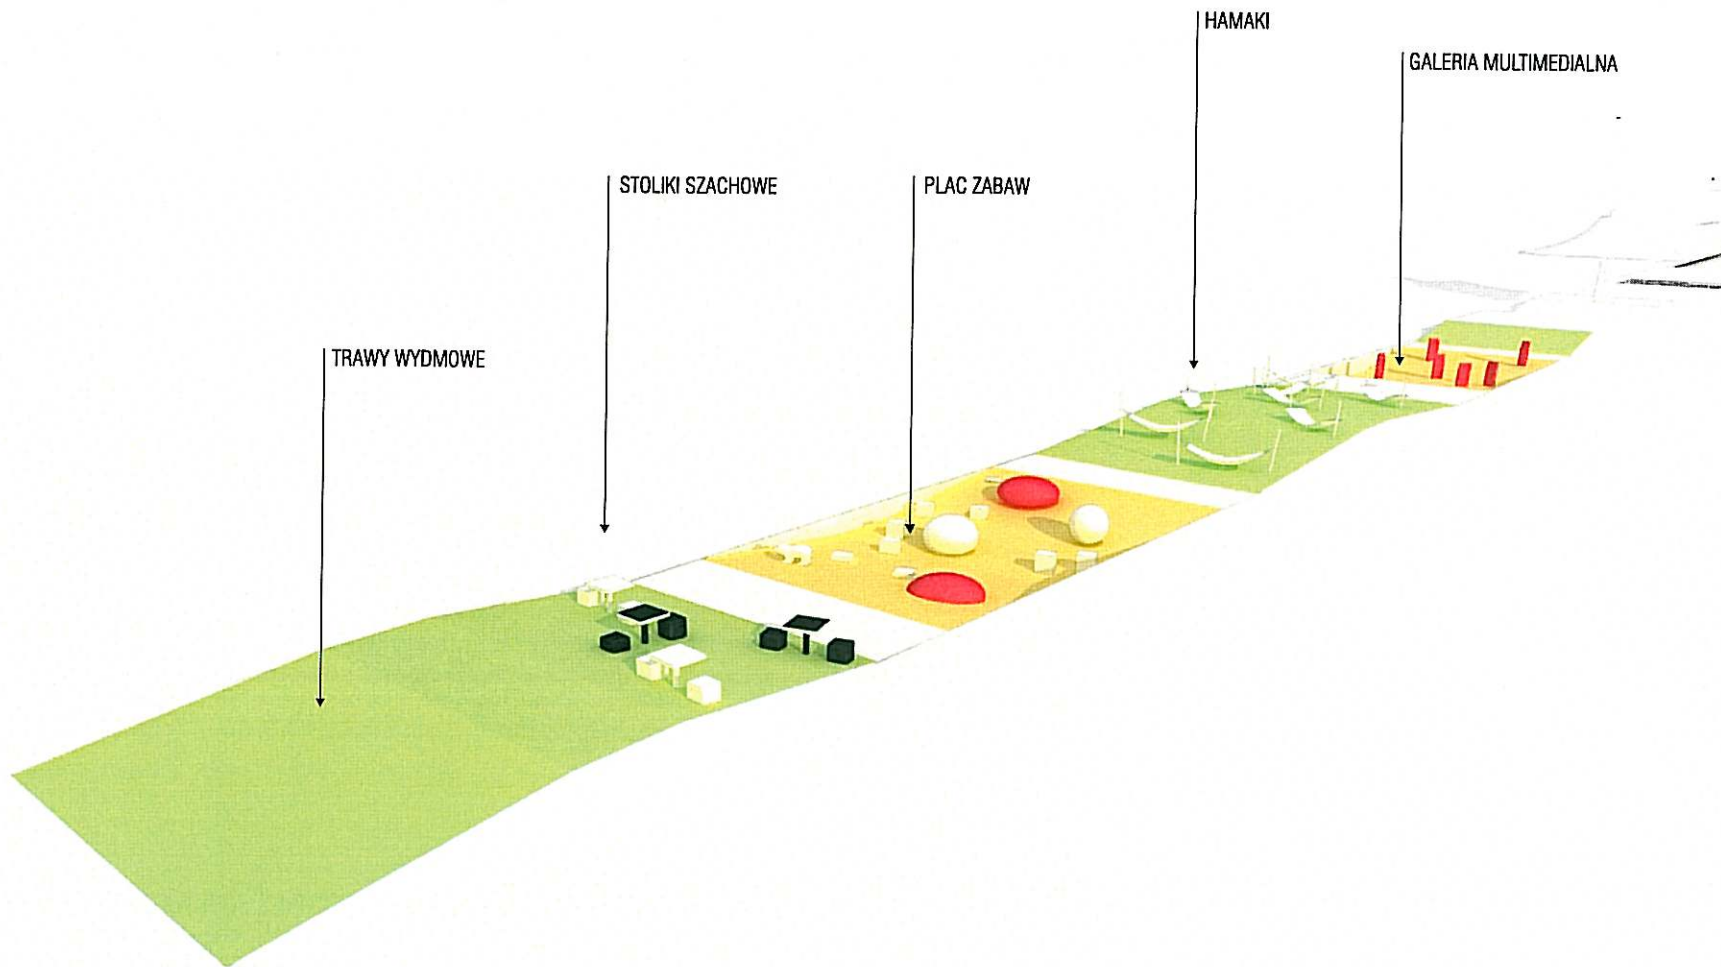 HAMAKI
GALERIA MULTIMEDIALNA
STOLIKI SZACHOWE
PLAC ZABAW
TRAWY WYDMOWE